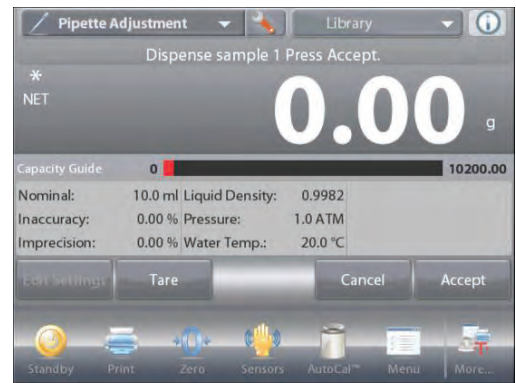 Pipette Adjustment Library
Dispense sample 1 Press Accept.
*
NET
0.00 g
Capacity Guide 0 10200.00
Nominal: 10.0 ml Liquid Density: 0.9982
Inaccuracy: 0.00 % Pressure: 1.0 ATM
Imprecision: 0.00 % Water Temp.: 20.0 °C
Edit Settings Tare Cancel Accept
Standby Print Zero Sensors AutoCal™ Menu More...